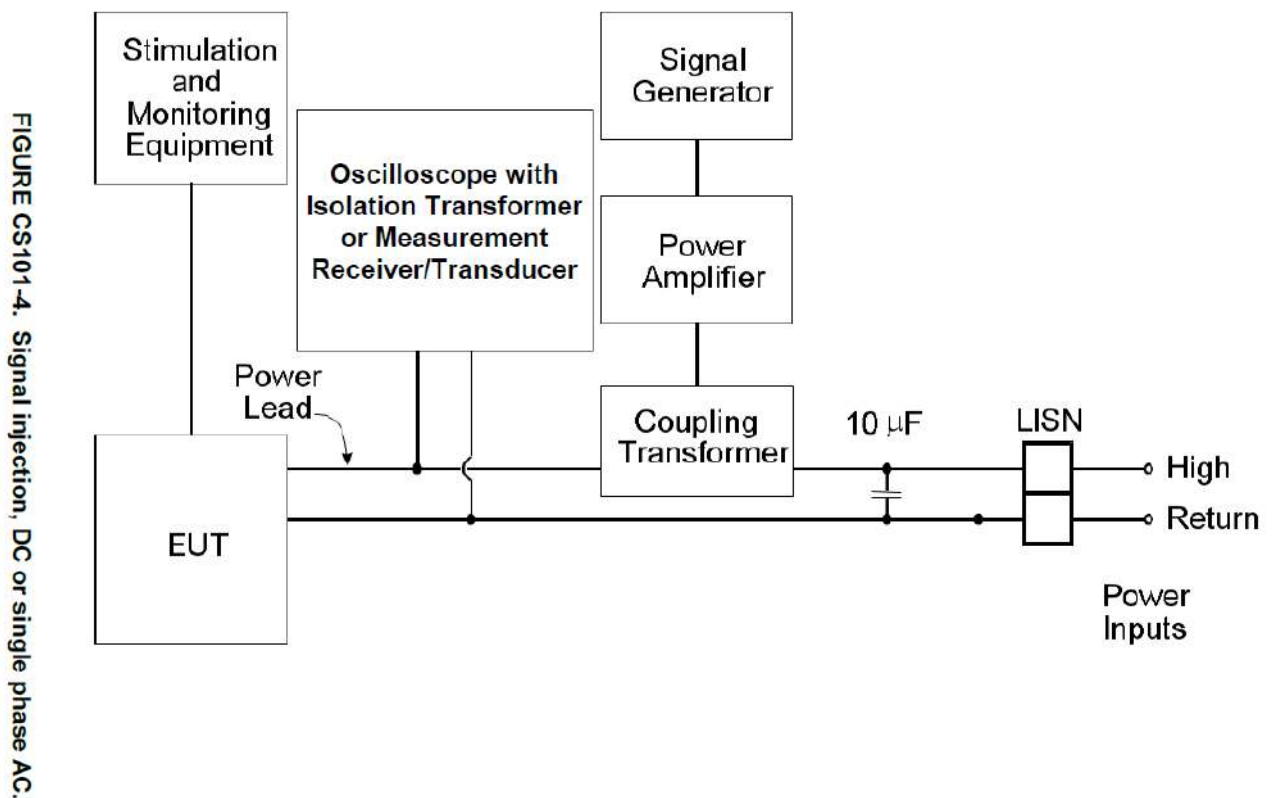 Stimulation
and
Monitoring
Equipment
Oscilloscope with
Isolation Transformer
or Measurement
Receiver/Transducer
Signal
Generator
Power
Amplifier
Power
Lead
Coupling
Transformer
10 µF
LISN
High
Return
EUT
Power
Inputs
FIGURE CS101-4. Signal injection, DC or single phase AC.